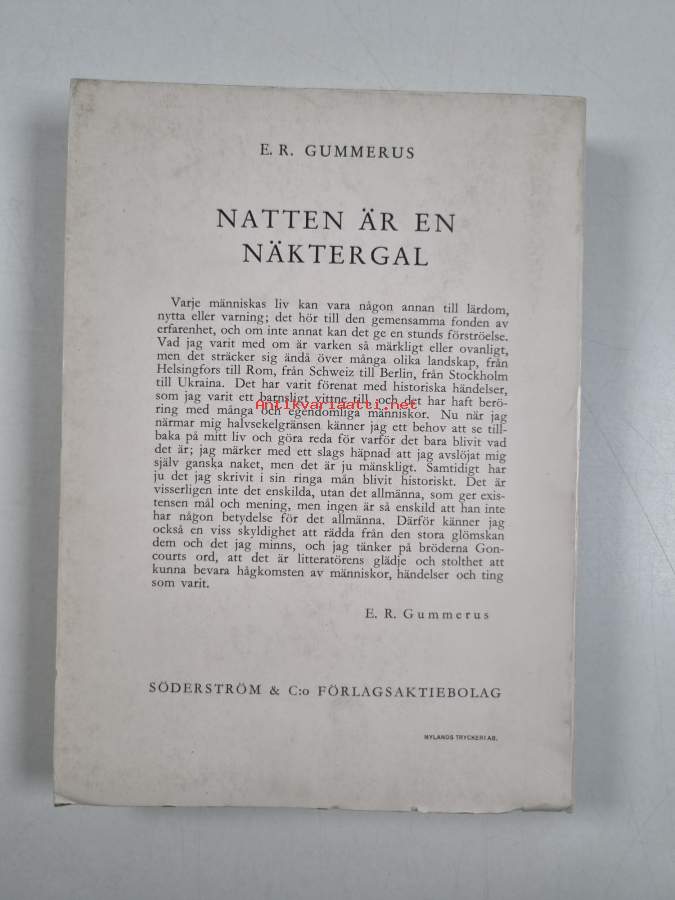 E. R. GUMMERUS
NATTEN ÄR EN
NÄKTERGAL
Varje människas liv kan vara någon annan till lärdom,
nytta eller varning; det hör till den gemensamma fonden av
erfarenhet, och om inte annat kan det ge en stunds förströelse.
Vad jag varit med om är varken så märkligt eller ovanligt,
men det sträcker sig ändå över många olika landskap, från
Helsingfors till Rom, från Schweiz till Berlin, från Stockholm
till Ukraina. Det har varit förenat med historiska händelser,
som jag varit ett barnsligt vittne till, och det har haft berö-
Antikvariaatti.net
ring med många och egendomliga människor. Nu när jag
närmar mig halvsekelgränsen känner jag ett behov att se till-
baka på mitt liv och göra reda för varför det bara blivit vad
det är; jag märker med ett slags häpnad att jag avslöjat mig
själv ganska naket, men det är ju mänskligt. Samtidigt har
ju det jag skrivit i sin ringa mån blivit historiskt. Det är
visserligen inte det enskilda, utan det allmänna, som ger exis-
tensen mål och mening, men ingen är så enskild att han inte
har någon betydelse för det allmänna. Därför känner jag
också en viss skyldighet att rädda från den stora glömskan
dem och det jag minns, och jag tänker på bröderna Gon-
courts ord, att det är litteratörens glädje och stolthet att
kunna bevara hågkomsten av människor, händelser och ting
som varit.
E. R. Gummerus
SÖDERSTRÖM & C:o FÖRLAGSAKTIEBOLAG
NYLANDS TRYCKERI AB.